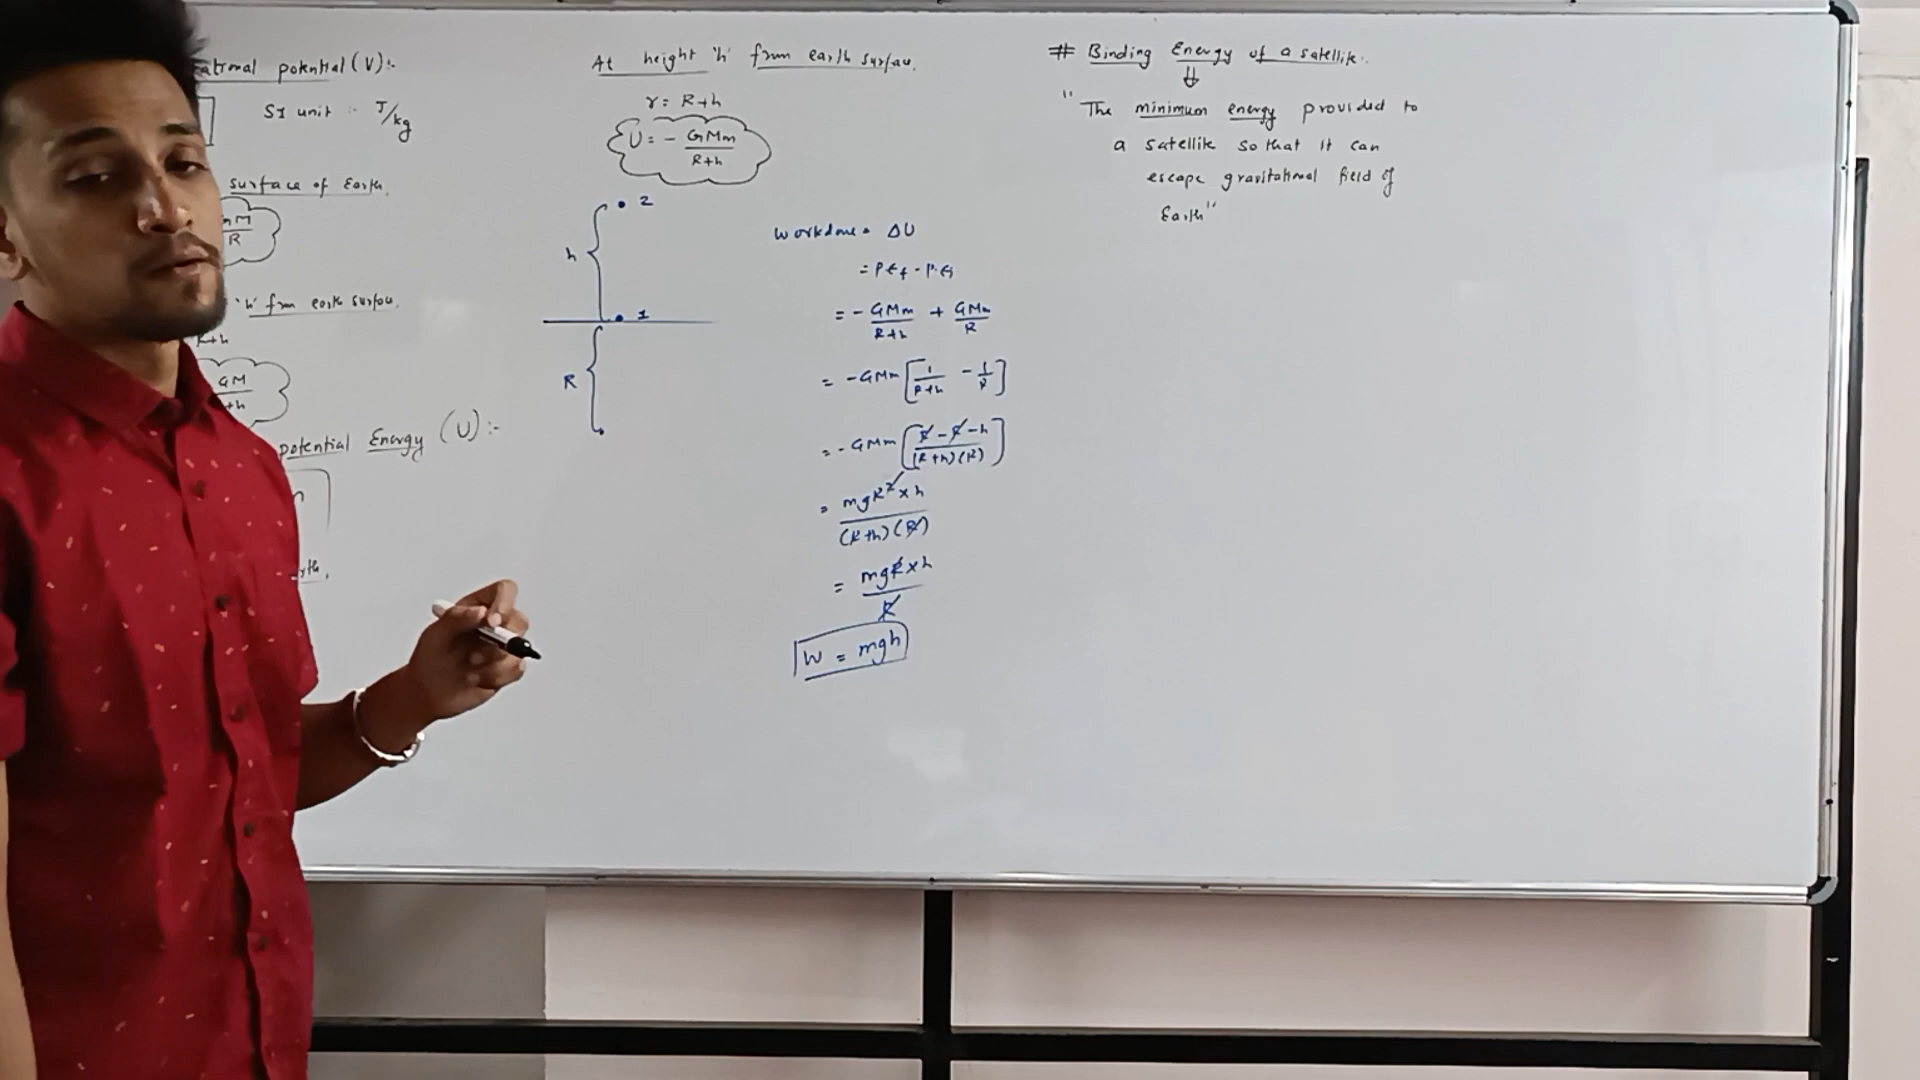 potential (V):-
SI unit :- J/kg
surface of Earth.
M
R
'h' from earth surface.
R+h
GM
+h
potential Energy (U):-
At height 'h' from earth surface.
r = R+h
U = - GMm
R+h
2
h
1
R
Workdone = ΔU
= P.Ef - P.Ei
= - GMm/R+h + GMm/R
= -GMm [1/R+h - 1/R]
= -GMm [R-R-h/(R+h)(R)]
= mgR² x h
(R+h)(R)
= mgR x h
R
W = mgh
# Binding Energy of a satellite.
⇓
"The minimum energy provided to
a satellite so that it can
escape gravitational field of
Earth"